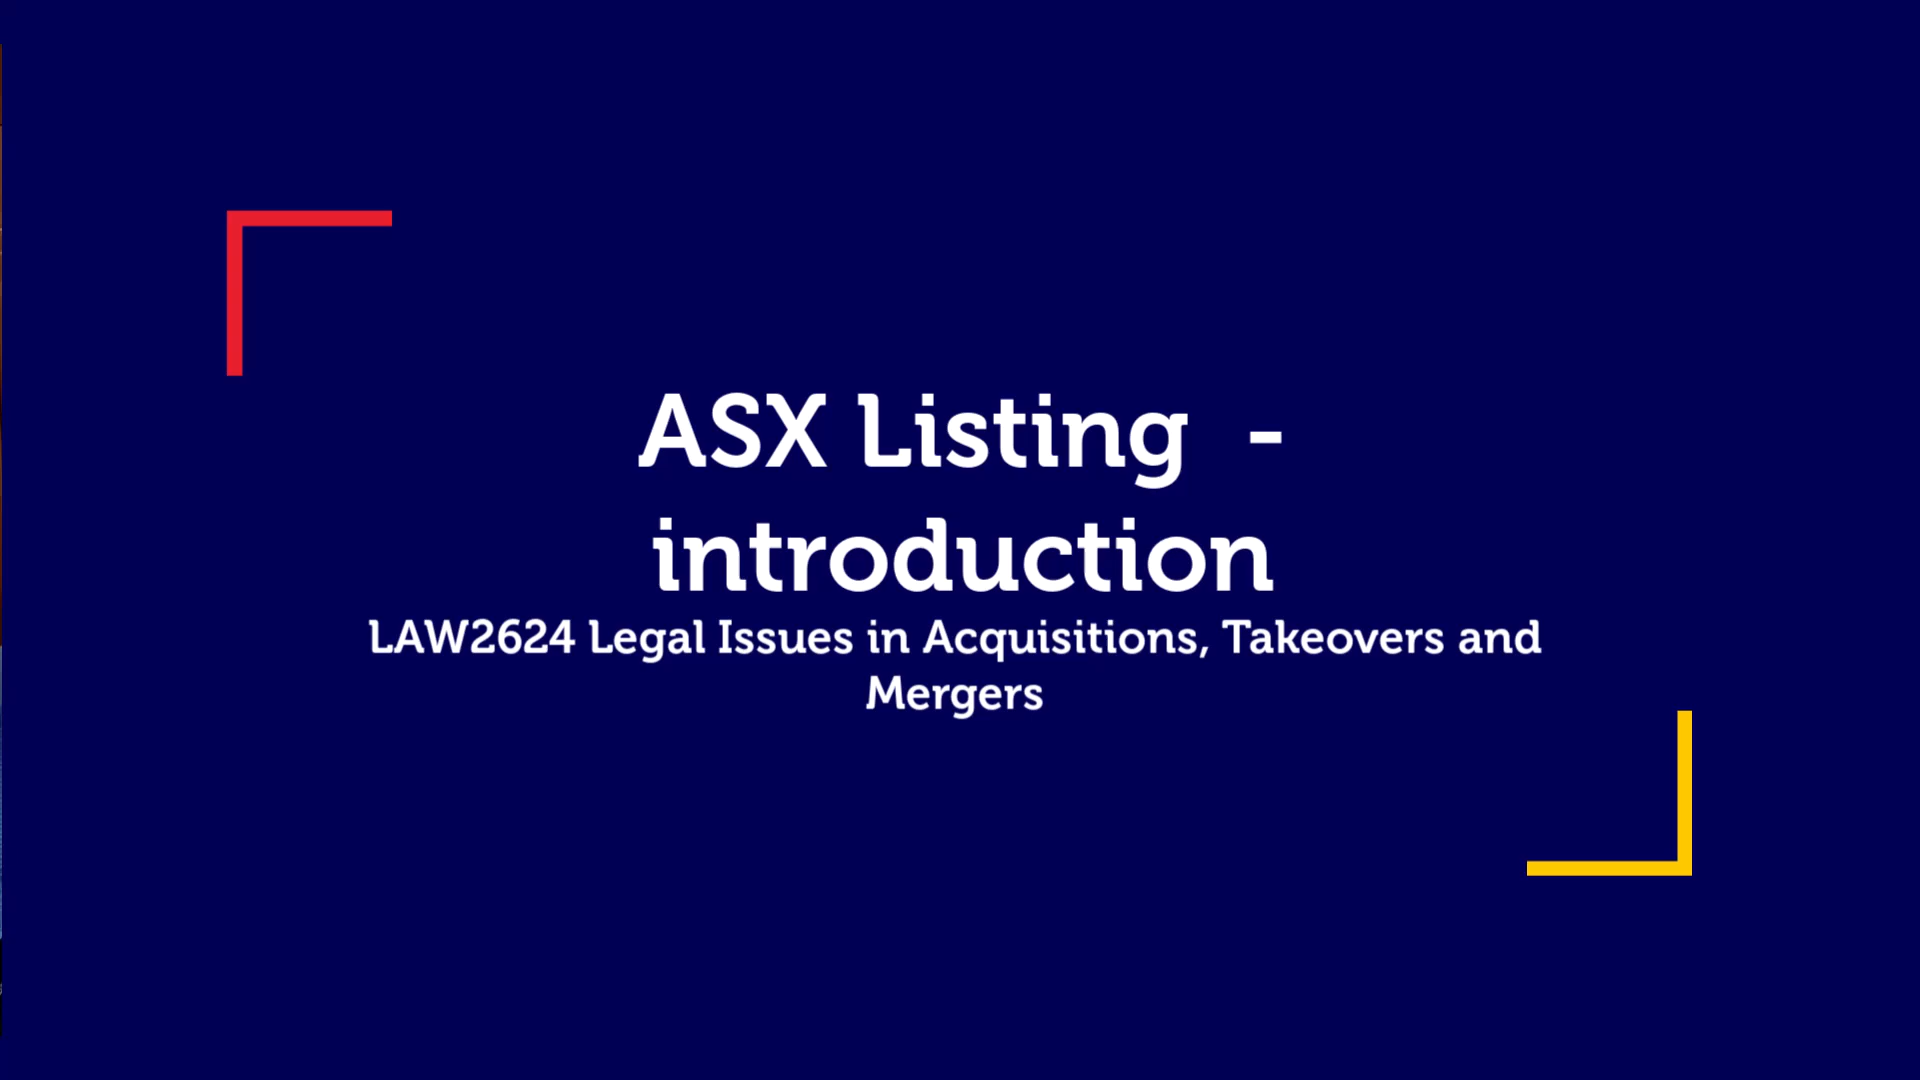 ASX Listing  -
introduction
LAW2624 Legal Issues in Acquisitions, Takeovers and
Mergers